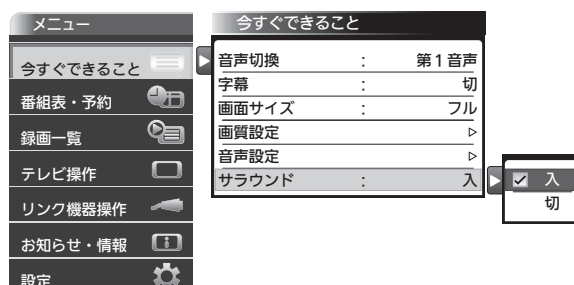 メニュー
今すぐできること
番組表・予約
録画一覧
テレビ操作
リンク機器操作
お知らせ・情報
設定
今すぐできること
音声切換 : 第1音声
字幕 : 切
画面サイズ : フル
画質設定
音声設定
サラウンド : 入
入
切